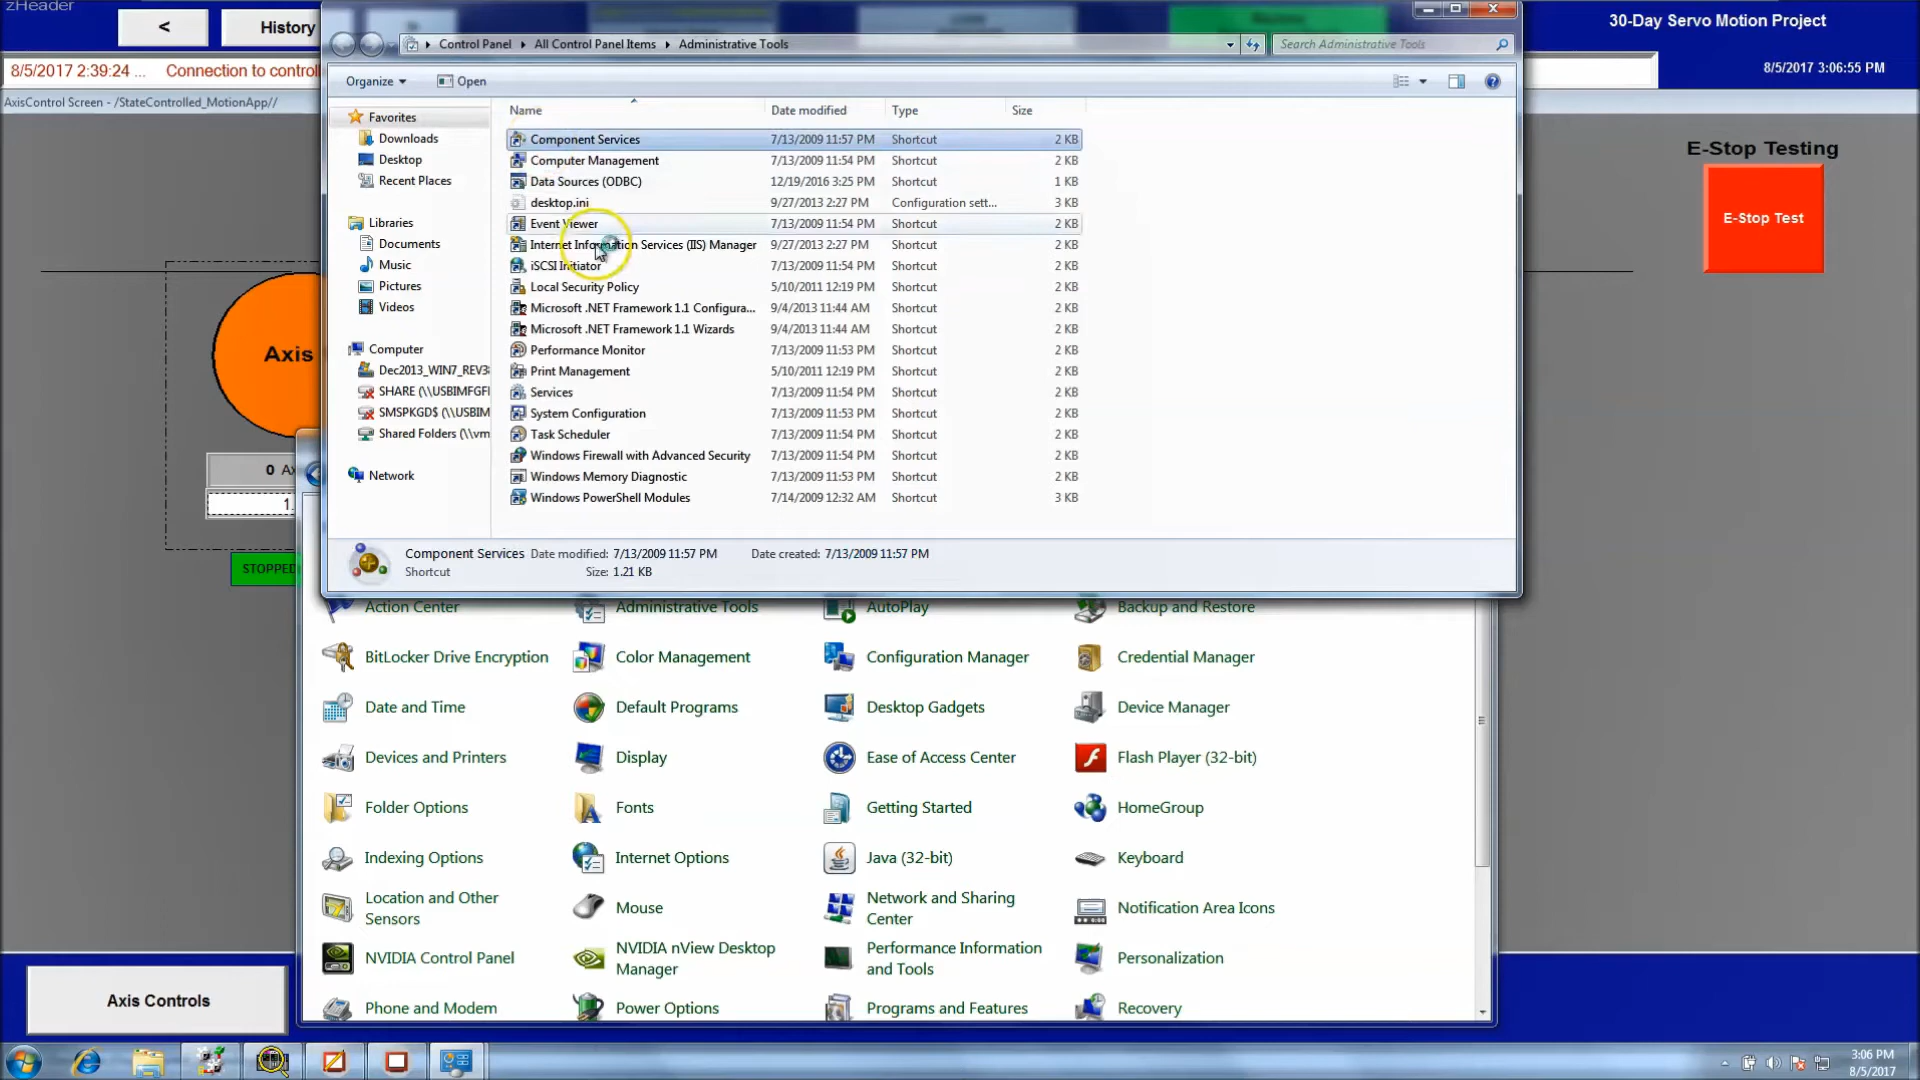 zHeader
<
History
30-Day Servo Motion Project
8/5/2017 2:39:24 ... Connection to control
8/5/2017 3:06:55 PM
AxisControl Screen - /StateControlled_MotionApp//
Control Panel
All Control Panel Items
Administrative Tools
Search Administrative Tools
Organize
Open
Name
Date modified
Type
Size
Favorites
Downloads
Desktop
Recent Places
Libraries
Documents
Music
Pictures
Videos
Computer
Dec2013_WIN7_REV3
SHARE (\\USBIMFGF
SMSPKGD$ (\\USBIM
Shared Folders (\\vm
Network
Component Services 7/13/2009 11:57 PM Shortcut 2 KB
Computer Management 7/13/2009 11:54 PM Shortcut 2 KB
Data Sources (ODBC) 12/19/2016 3:25 PM Shortcut 1 KB
desktop.ini 9/27/2013 2:27 PM Configuration sett... 3 KB
Event Viewer 7/13/2009 11:54 PM Shortcut 2 KB
Internet Information Services (IIS) Manager 9/27/2013 2:27 PM Shortcut 2 KB
iSCSI Initiator 7/13/2009 11:54 PM Shortcut 2 KB
Local Security Policy 5/10/2011 12:19 PM Shortcut 2 KB
Microsoft .NET Framework 1.1 Configura... 9/4/2013 11:44 AM Shortcut 2 KB
Microsoft .NET Framework 1.1 Wizards 9/4/2013 11:44 AM Shortcut 2 KB
Performance Monitor 7/13/2009 11:53 PM Shortcut 2 KB
Print Management 5/10/2011 12:19 PM Shortcut 2 KB
Services 7/13/2009 11:54 PM Shortcut 2 KB
System Configuration 7/13/2009 11:53 PM Shortcut 2 KB
Task Scheduler 7/13/2009 11:54 PM Shortcut 2 KB
Windows Firewall with Advanced Security 7/13/2009 11:54 PM Shortcut 2 KB
Windows Memory Diagnostic 7/13/2009 11:53 PM Shortcut 2 KB
Windows PowerShell Modules 7/14/2009 12:32 AM Shortcut 3 KB
Component Services Date modified: 7/13/2009 11:57 PM Date created: 7/13/2009 11:57 PM
Shortcut Size: 1.21 KB
E-Stop Testing
E-Stop Test
Axis
0 Ax
1.
STOPPED
Action Center
Administrative Tools
AutoPlay
Backup and Restore
BitLocker Drive Encryption
Color Management
Configuration Manager
Credential Manager
Date and Time
Default Programs
Desktop Gadgets
Device Manager
Devices and Printers
Display
Ease of Access Center
Flash Player (32-bit)
Folder Options
Fonts
Getting Started
HomeGroup
Indexing Options
Internet Options
Java (32-bit)
Keyboard
Location and Other
Sensors
Mouse
Network and Sharing
Center
Notification Area Icons
NVIDIA Control Panel
NVIDIA nView Desktop
Manager
Performance Information
and Tools
Personalization
Phone and Modem
Power Options
Programs and Features
Recovery
Axis Controls
3:06 PM
8/5/2017